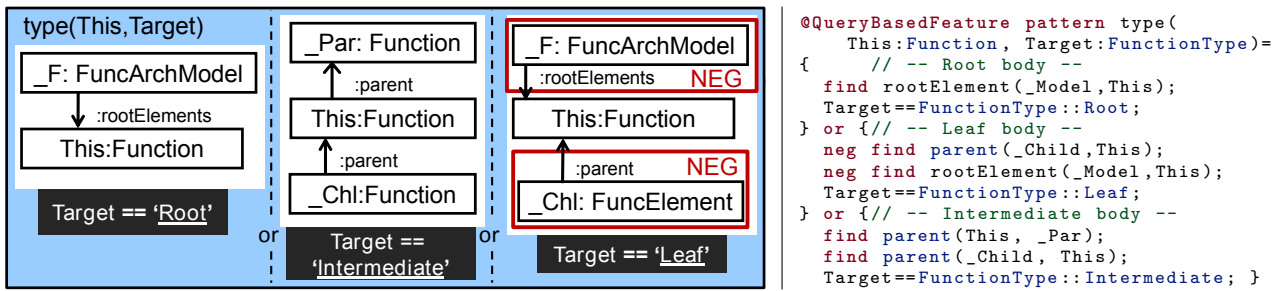 type(This,Target)
_F: FuncArchModel
:rootElements
This:Function
Target == ‘Root’
or
_Par: Function
:parent
This:Function
:parent
_Chl:Function
Target ==
‘Intermediate’
or
_F: FuncArchModel
:rootElements
NEG
This:Function
:parent
NEG
_Chl: FuncElement
Target == ‘Leaf’
@QueryBasedFeature pattern type(
This:Function, Target:FunctionType)=
{ // -- Root body --
find rootElement(_Model,This);
Target==FunctionType::Root;
} or {// -- Leaf body --
neg find parent(_Child,This);
neg find rootElement(_Model,This);
Target==FunctionType::Leaf;
} or {// -- Intermediate body --
find parent(This, _Par);
find parent(_Child, This);
Target==FunctionType::Intermediate; }